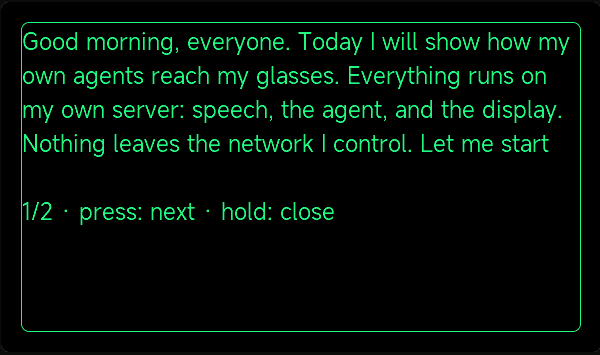 Good morning, everyone. Today I will show how my
own agents reach my glasses. Everything runs on
my own server: speech, the agent, and the display.
Nothing leaves the network I control. Let me start
1/2 · press: next · hold: close